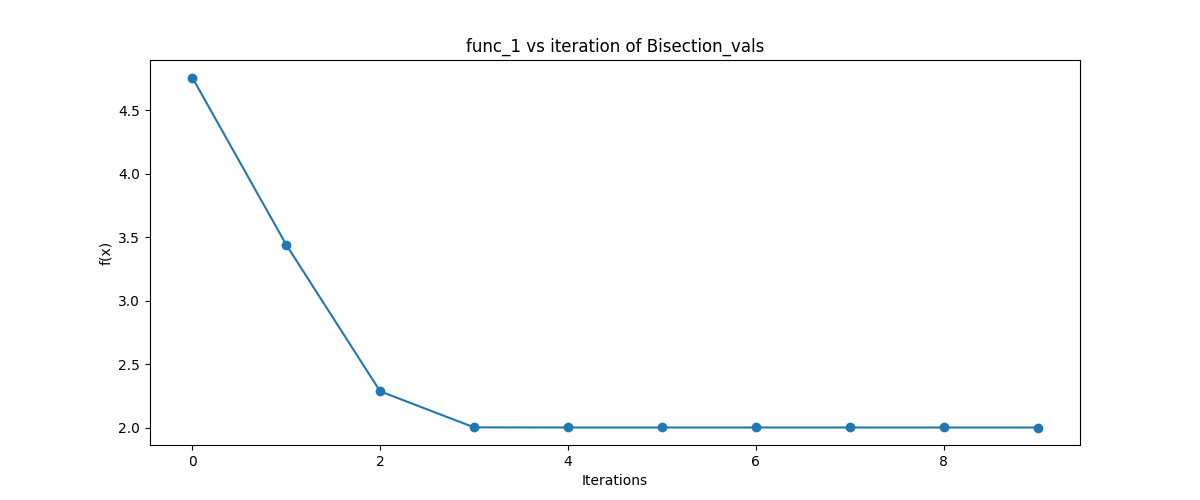 func_1 vs iteration of Bisection_vals
4.5
4.0
3.5
3.0
2.5
2.0
f(x)
0 2 4 6 8
Iterations